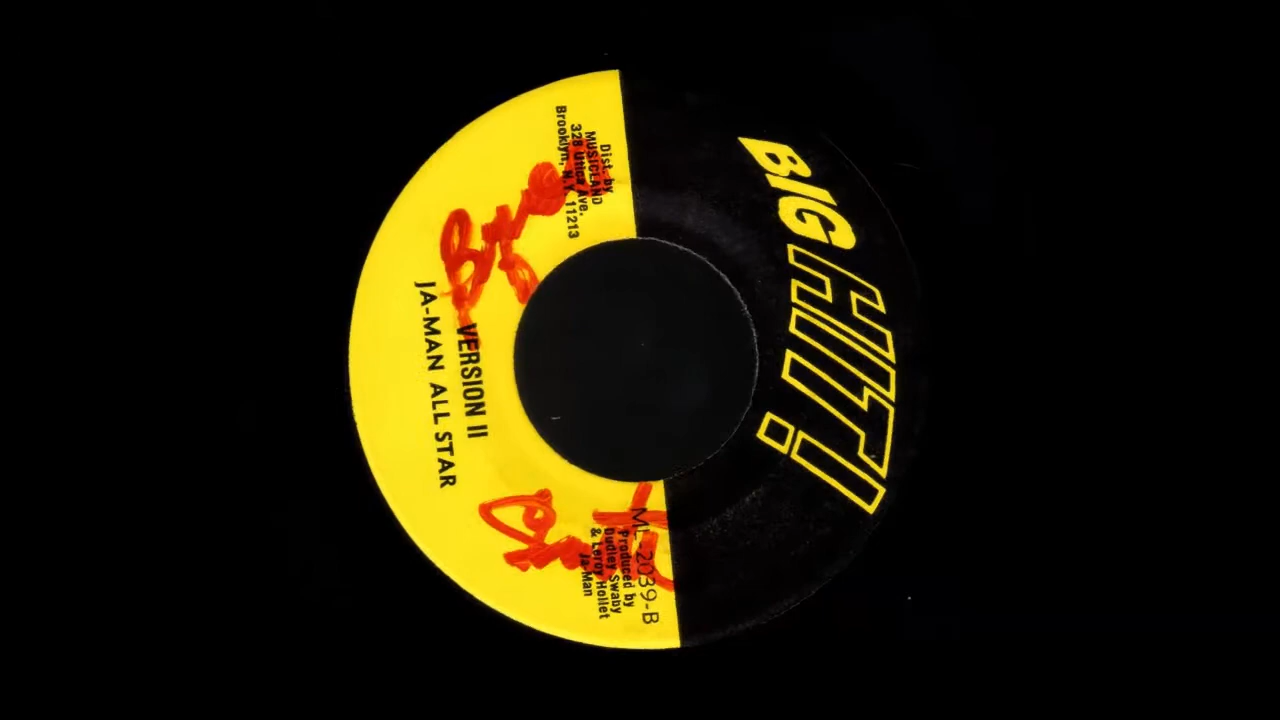 BIG HIT!
Dist. by
MUSICLAND
328 Utica Ave.
Brooklyn, N.Y. 11213
ML-2039-B
Produced by
Dudley Swaby
& Leroy Hollet
Ja-Man
VERSION II
JA-MAN ALL STAR